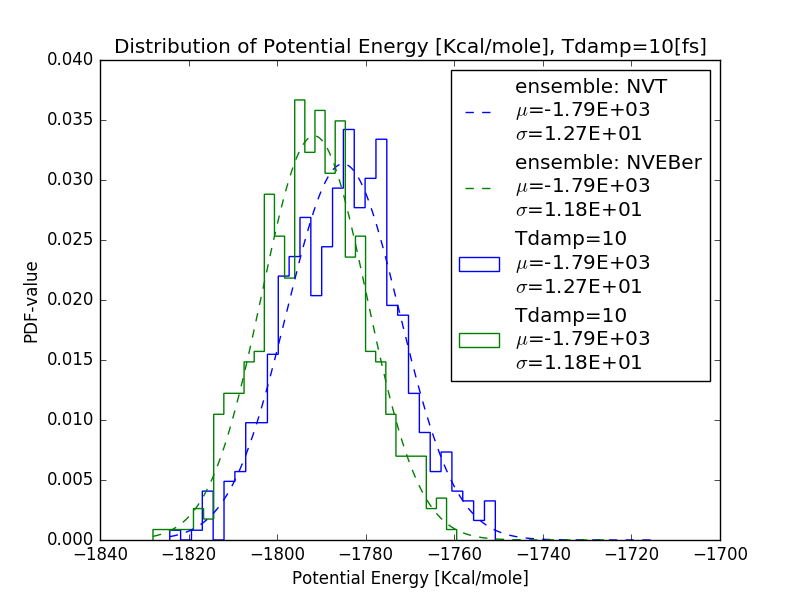 Distribution of Potential Energy [Kcal/mole], Tdamp=10[fs]
0.040
0.035
0.030
0.025
0.020
0.015
0.010
0.005
0.000
PDF-value
ensemble: NVT
μ=-1.79E+03
σ=1.27E+01
ensemble: NVEBer
μ=-1.79E+03
σ=1.18E+01
Tdamp=10
μ=-1.79E+03
σ=1.27E+01
Tdamp=10
μ=-1.79E+03
σ=1.18E+01
−1840 −1820 −1800 −1780 −1760 −1740 −1720 −1700
Potential Energy [Kcal/mole]